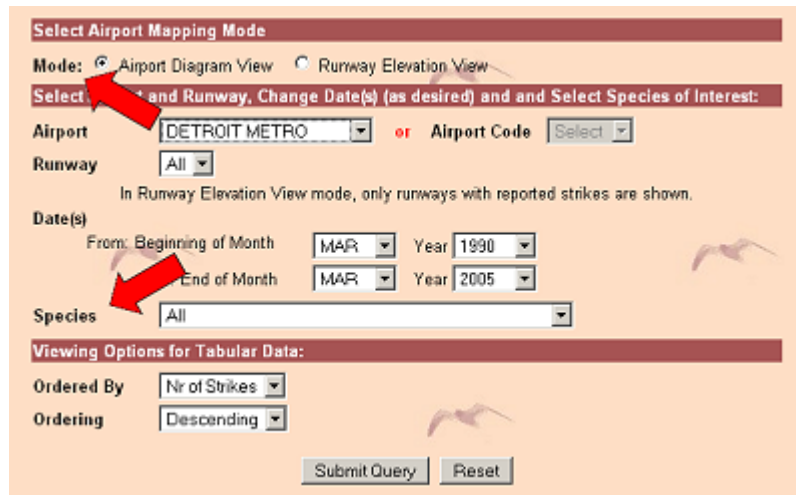 Select Airport Mapping Mode
Mode: Airport Diagram View Runway Elevation View
Select and Runway, Change Date(s) (as desired) and and Select Species of Interest:
Airport DETROIT METRO or Airport Code Select
Runway All
In Runway Elevation View mode, only runways with reported strikes are shown.
Date(s)
From: Beginning of Month MAR Year 1990
End of Month MAR Year 2005
Species All
Viewing Options for Tabular Data:
Ordered By Nr of Strikes
Ordering Descending
Submit Query Reset